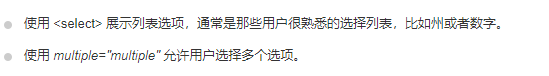 使用 <select> 展示列表选项，通常是那些用户很熟悉的选择列表，比如州或者数字。
使用 multiple="multiple" 允许用户选择多个选项。